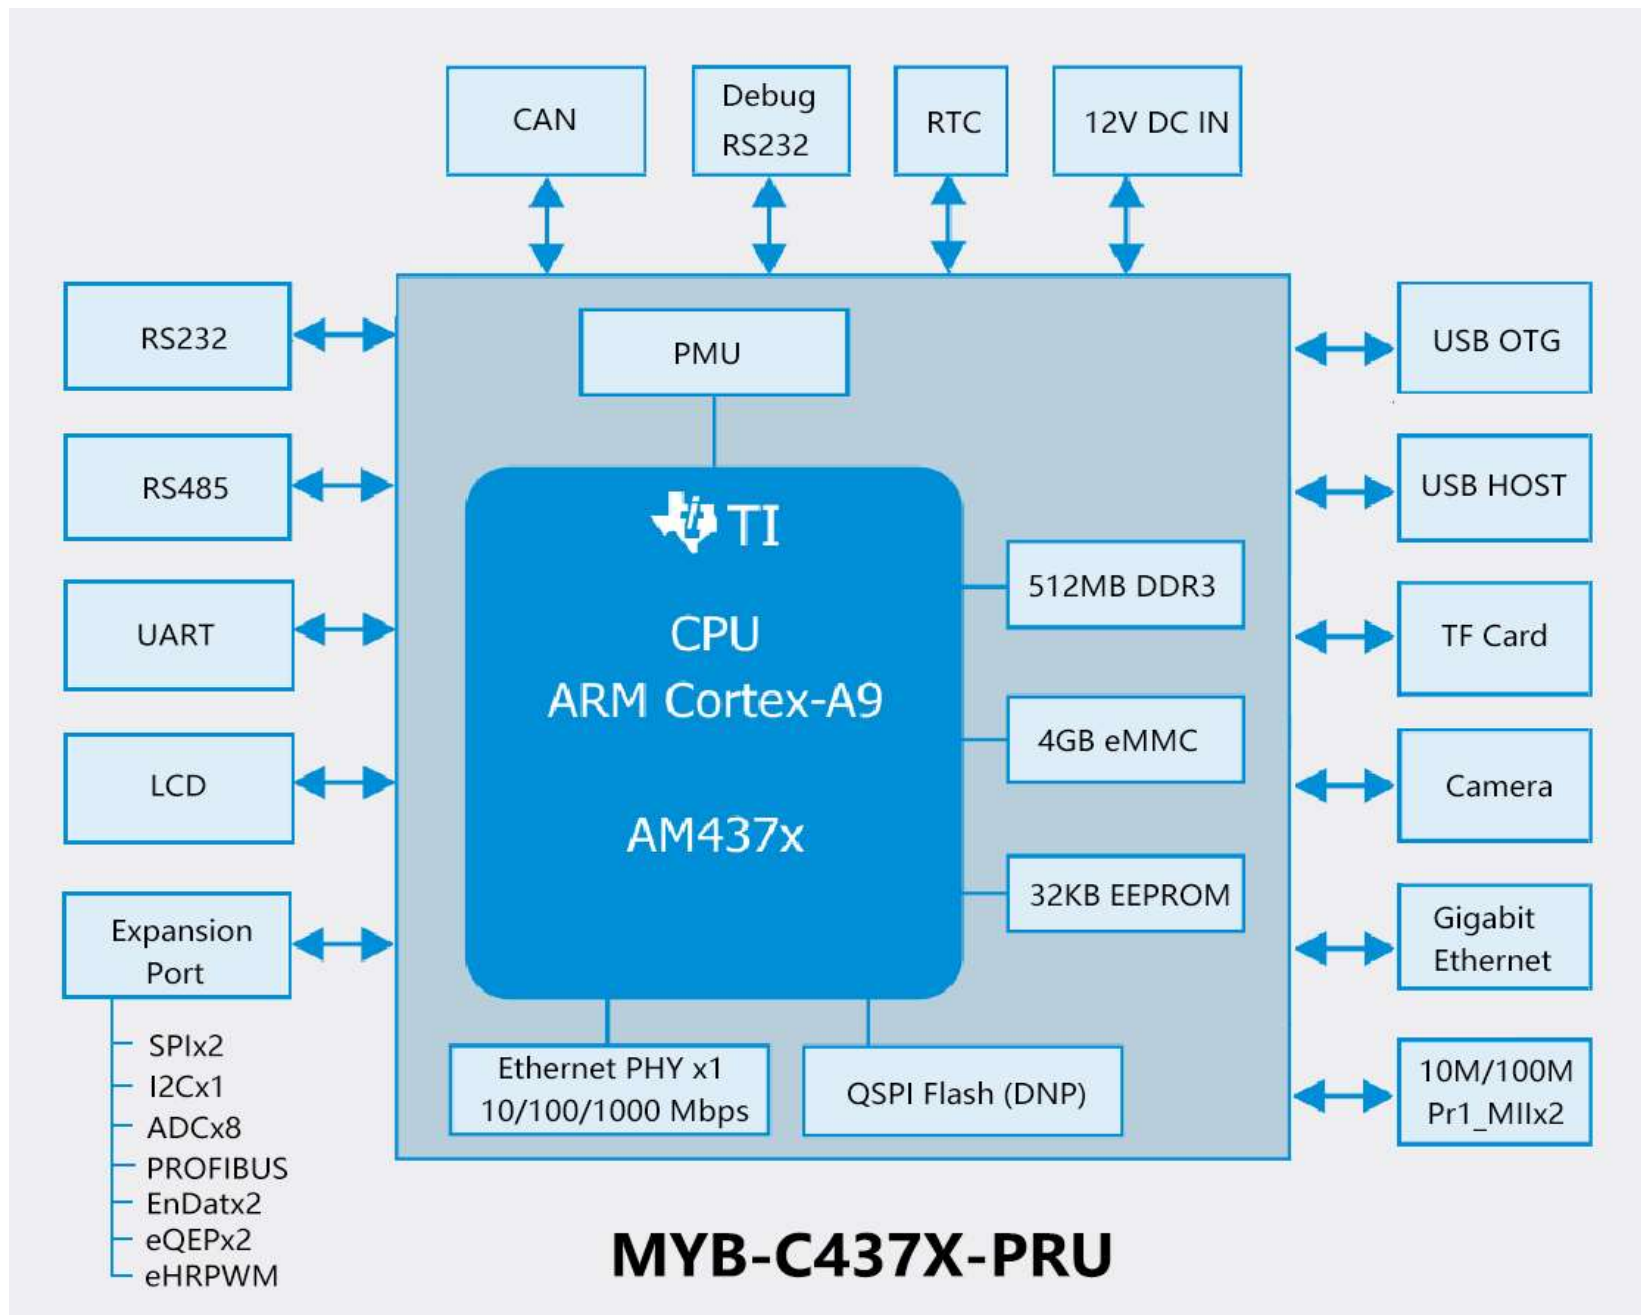 CAN
Debug
RS232
RTC
12V DC IN
RS232
RS485
UART
LCD
Expansion
Port
SPIx2
I2Cx1
ADCx8
PROFIBUS
EnDatx2
eQEPx2
eHRPWM
PMU
TI
CPU
ARM Cortex-A9
AM437x
512MB DDR3
4GB eMMC
32KB EEPROM
Ethernet PHY x1
10/100/1000 Mbps
QSPI Flash (DNP)
USB OTG
USB HOST
TF Card
Camera
Gigabit
Ethernet
10M/100M
Pr1_MIIx2
MYB-C437X-PRU